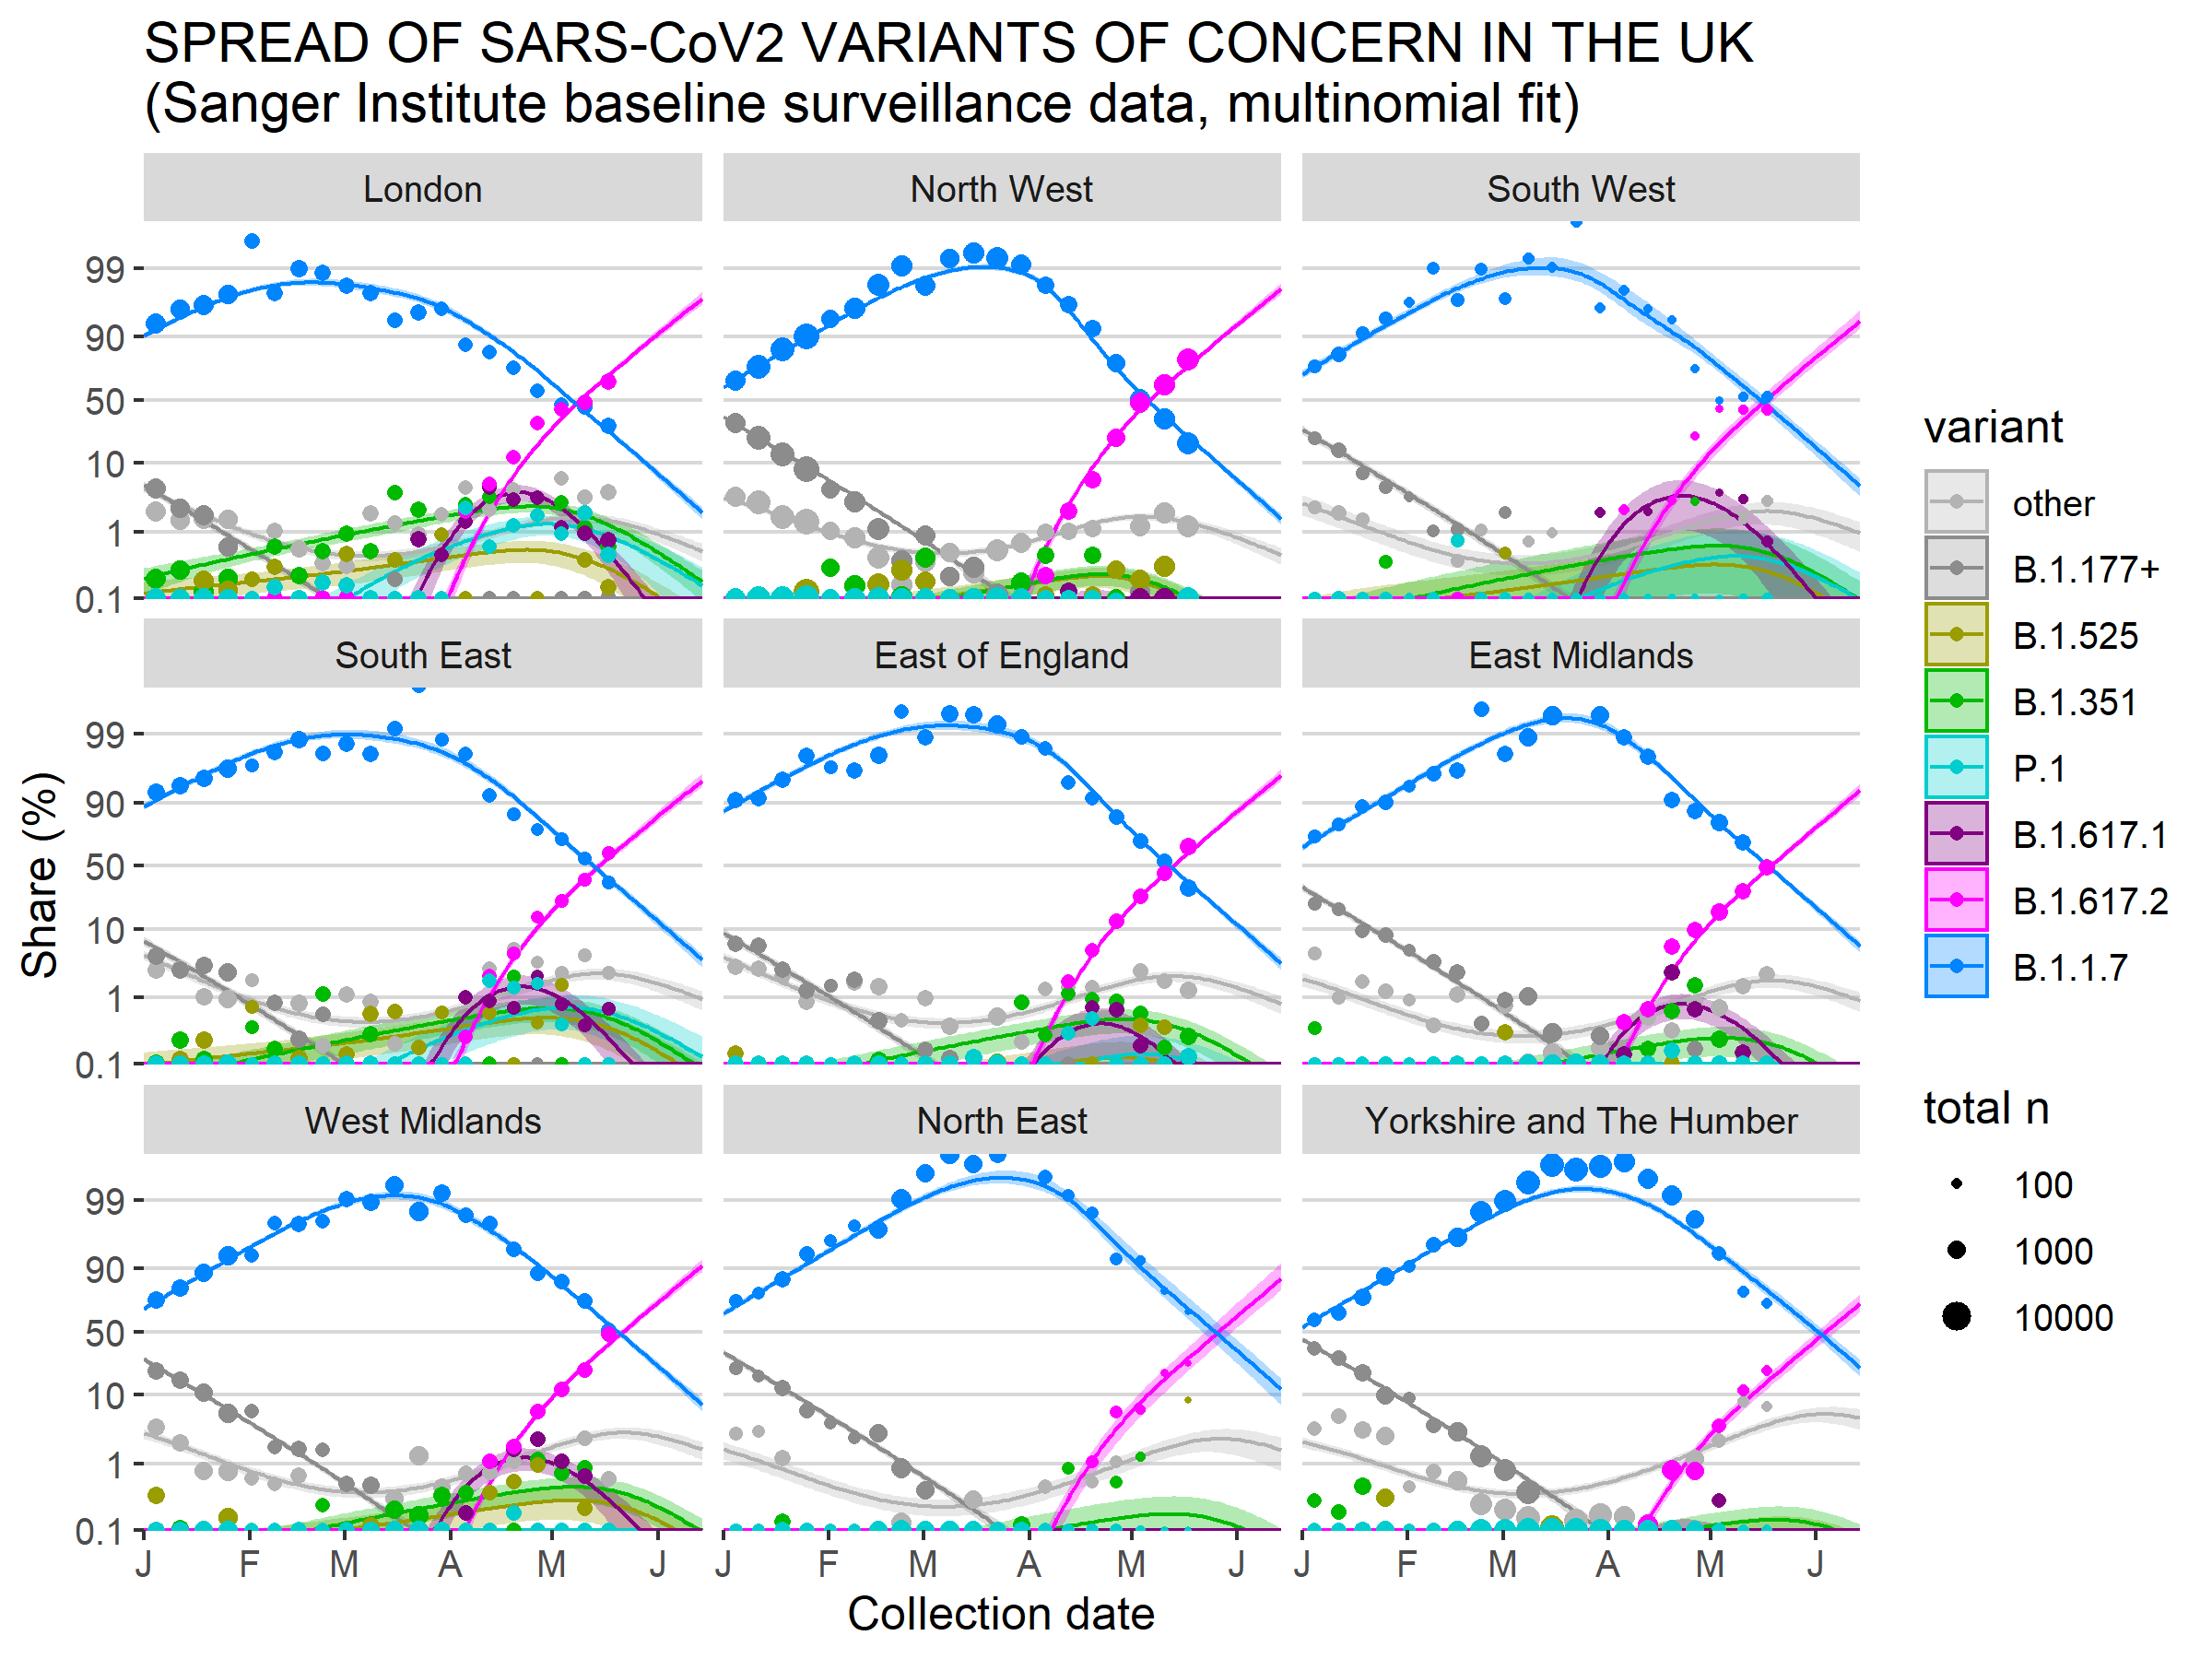 SPREAD OF SARS-CoV2 VARIANTS OF CONCERN IN THE UK
(Sanger Institute baseline surveillance data, multinomial fit)
London
North West
South West
99
90
50
10
1
0.1
South East
East of England
East Midlands
99
90
50
10
1
0.1
West Midlands
North East
Yorkshire and The Humber
99
90
50
10
1
0.1
J F M A M J
J F M A M J
J F M A M J
Collection date
Share (%)
variant
other
B.1.177+
B.1.525
B.1.351
P.1
B.1.617.1
B.1.617.2
B.1.1.7
total n
100
1000
10000